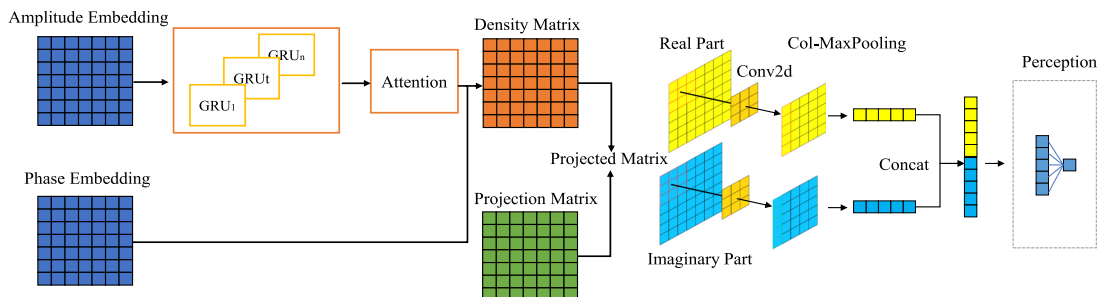 Amplitude Embedding
GRU1
GRUt
GRUn
Attention
Density Matrix
Phase Embedding
Projection Matrix
Projected Matrix
Real Part
Conv2d
Col-MaxPooling
Imaginary Part
Concat
Perception